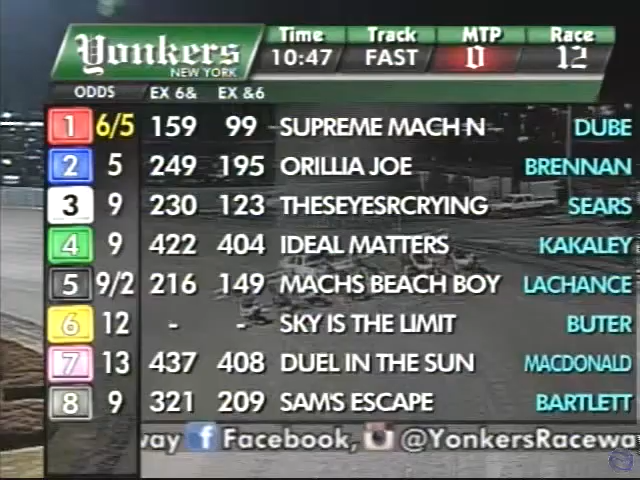 Yonkers
NEW YORK
Time Track MTP Race
10:47 FAST 0 12
ODDS EX 6& EX &6
1 6/5 159 99 SUPREME MACH N DUBE
2 5 249 195 ORILLIA JOE BRENNAN
3 9 230 123 THESEYESRCRYING SEARS
4 9 422 404 IDEAL MATTERS KAKALEY
5 9/2 216 149 MACHS BEACH BOY LACHANCE
6 12 - - SKY IS THE LIMIT BUTER
7 13 437 408 DUEL IN THE SUN MACDONALD
8 9 321 209 SAM'S ESCAPE BARTLETT
way f Facebook, @YonkersRaceway